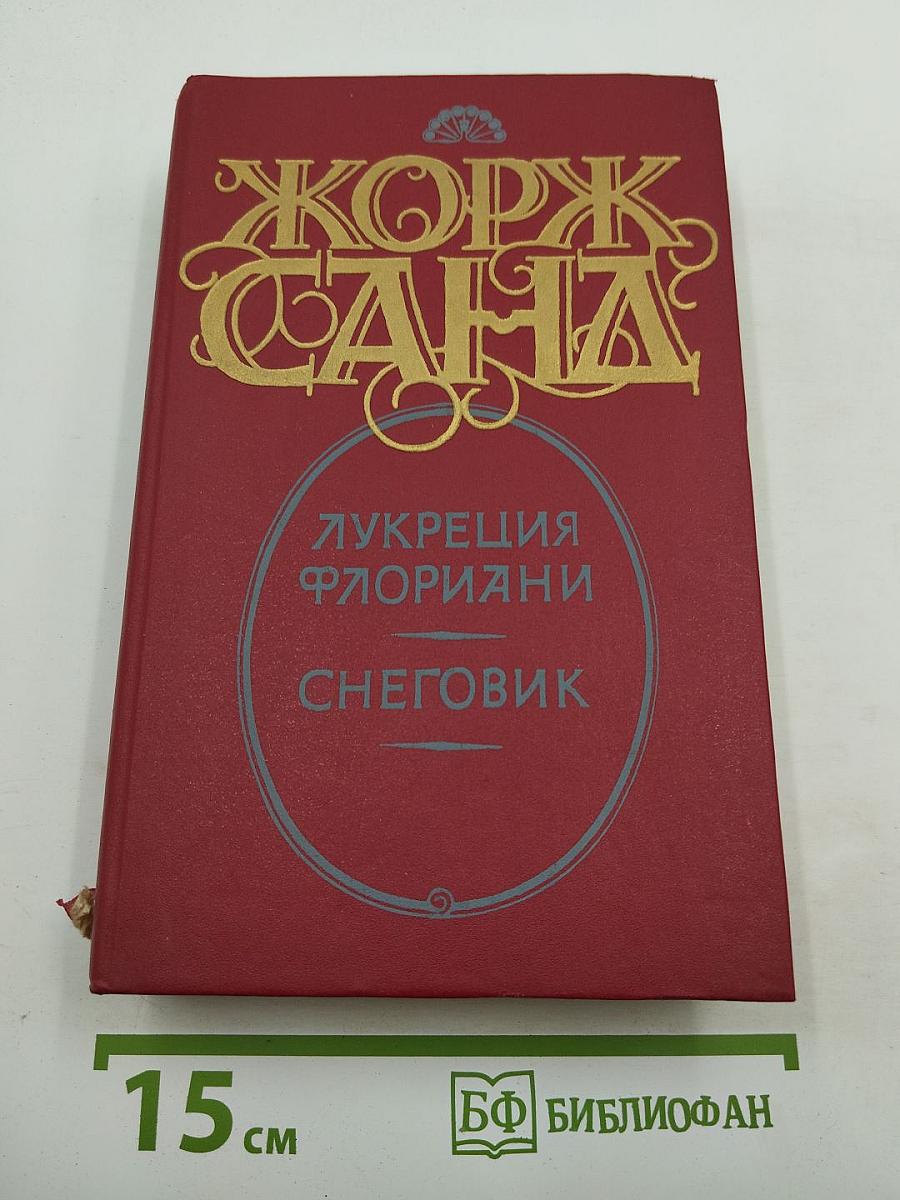 ЖОРЖ
САНД
ЛУКРЕЦИЯ
ФЛОРИАНИ
СНЕГОВИК
15 см
БФ БИБЛИОФАН